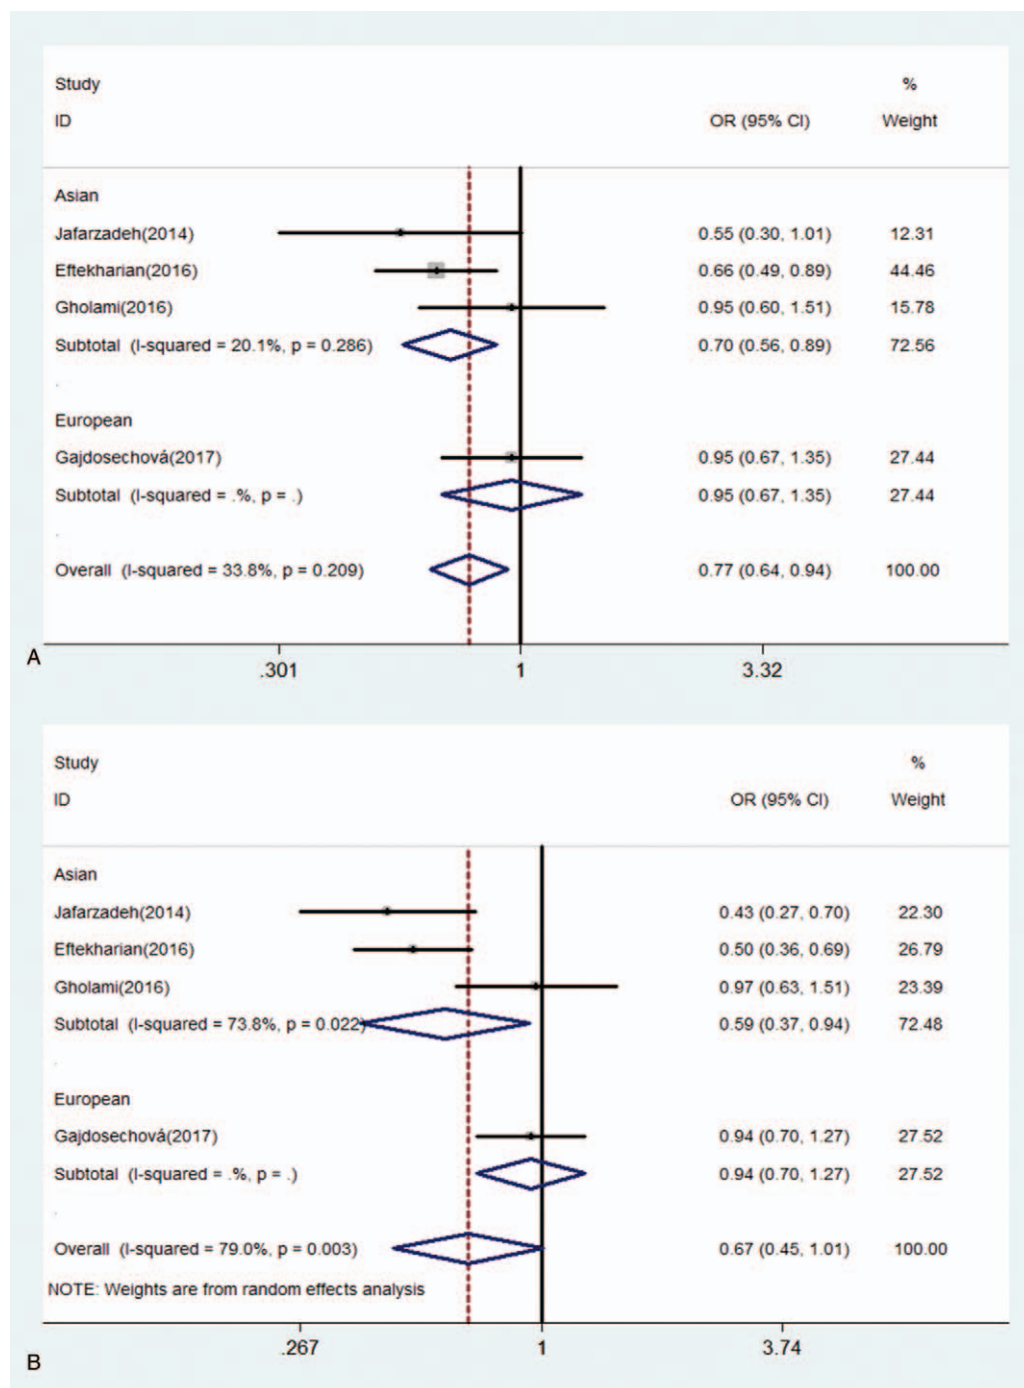 Study %
ID OR (95% CI) Weight
Asian
Jafarzadeh(2014) 0.55 (0.30, 1.01) 12.31
Eftekharian(2016) 0.66 (0.49, 0.89) 44.46
Gholami(2016) 0.95 (0.60, 1.51) 15.78
Subtotal (I-squared = 20.1%, p = 0.286) 0.70 (0.56, 0.89) 72.56
.
European
Gajdosechová(2017) 0.95 (0.67, 1.35) 27.44
Subtotal (I-squared = .%, p = .) 0.95 (0.67, 1.35) 27.44
.
Overall (I-squared = 33.8%, p = 0.209) 0.77 (0.64, 0.94) 100.00
A
.301 1 3.32
Study %
ID OR (95% CI) Weight
Asian
Jafarzadeh(2014) 0.43 (0.27, 0.70) 22.30
Eftekharian(2016) 0.50 (0.36, 0.69) 26.79
Gholami(2016) 0.97 (0.63, 1.51) 23.39
Subtotal (I-squared = 73.8%, p = 0.022) 0.59 (0.37, 0.94) 72.48
.
European
Gajdosechová(2017) 0.94 (0.70, 1.27) 27.52
Subtotal (I-squared = .%, p = .) 0.94 (0.70, 1.27) 27.52
.
Overall (I-squared = 79.0%, p = 0.003) 0.67 (0.45, 1.01) 100.00
NOTE: Weights are from random effects analysis
.267 1 3.74
B